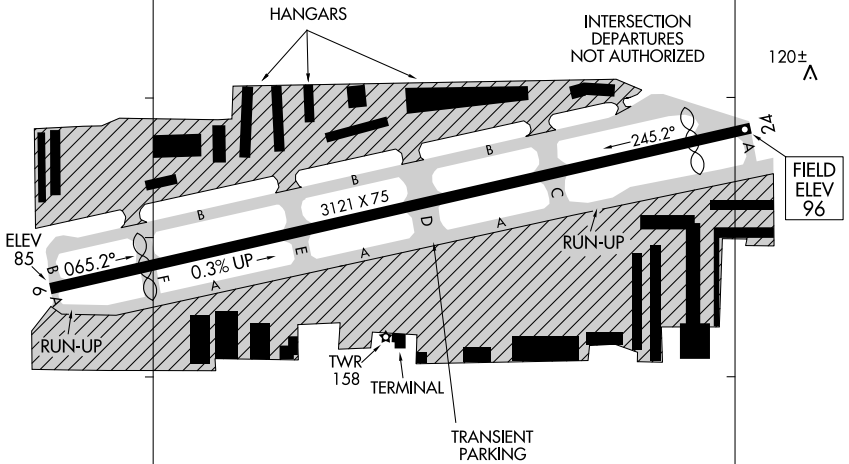 HANGARS
INTERSECTION
DEPARTURES
NOT AUTHORIZED
120±
24
245.2°
A
B
B
B
3121 X 75
FIELD
ELEV
96
C
D
A
RUN-UP
ELEV
85
B
065.2°
F
0.3% UP
E
A
A
6
A
RUN-UP
TWR
158
TERMINAL
TRANSIENT
PARKING